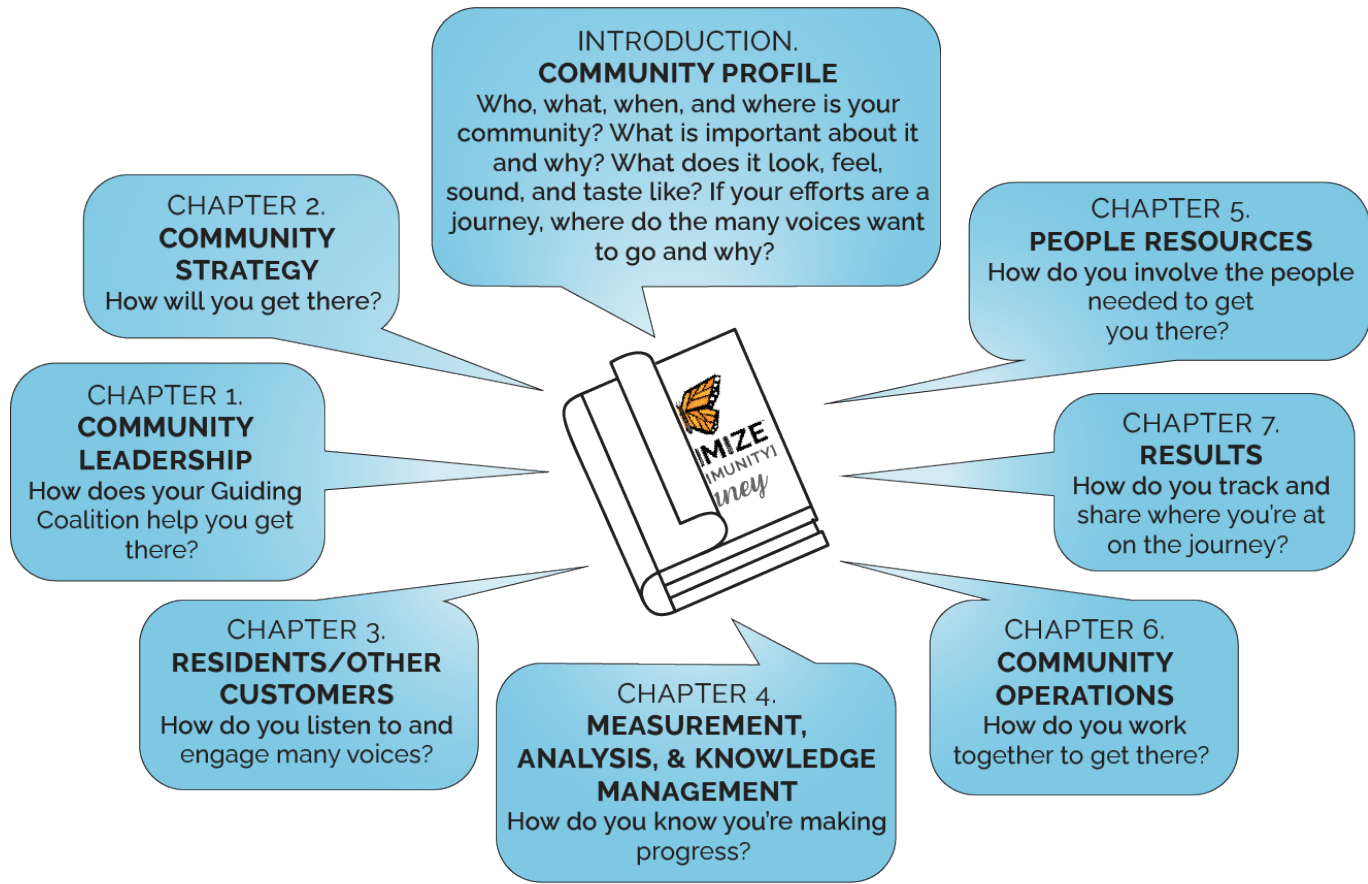 INTRODUCTION.
COMMUNITY PROFILE
Who, what, when, and where is your
community? What is important about it
and why? What does it look, feel,
sound, and taste like? If your efforts are a
journey, where do the many voices want
to go and why?
CHAPTER 2.
COMMUNITY
STRATEGY
How will you get there?
CHAPTER 5.
PEOPLE RESOURCES
How do you involve the people
needed to get
you there?
CHAPTER 1.
COMMUNITY
LEADERSHIP
How does your Guiding
Coalition help you get
there?
CHAPTER 7.
RESULTS
How do you track and
share where you're at
on the journey?
CHAPTER 3.
RESIDENTS/OTHER
CUSTOMERS
How do you listen to and
engage many voices?
CHAPTER 4.
MEASUREMENT,
ANALYSIS, & KNOWLEDGE
MANAGEMENT
How do you know you're making
progress?
CHAPTER 6.
COMMUNITY
OPERATIONS
How do you work
together to get there?